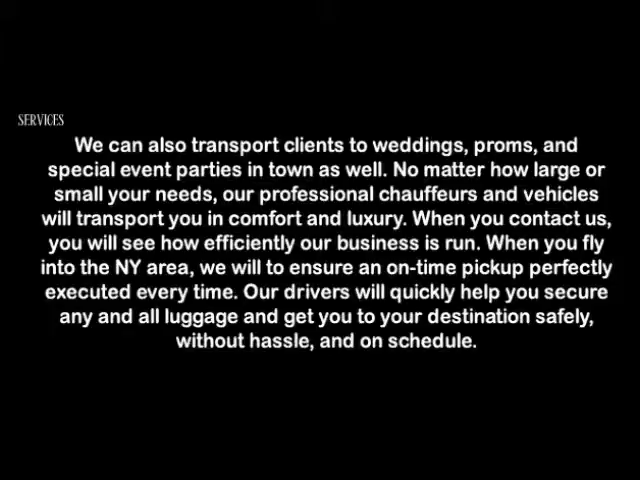 SERVICES
We can also transport clients to weddings, proms, and
special event parties in town as well. No matter how large or
small your needs, our professional chauffeurs and vehicles
will transport you in comfort and luxury. When you contact us,
you will see how efficiently our business is run. When you fly
into the NY area, we will to ensure an on-time pickup perfectly
executed every time. Our drivers will quickly help you secure
any and all luggage and get you to your destination safely,
without hassle, and on schedule.